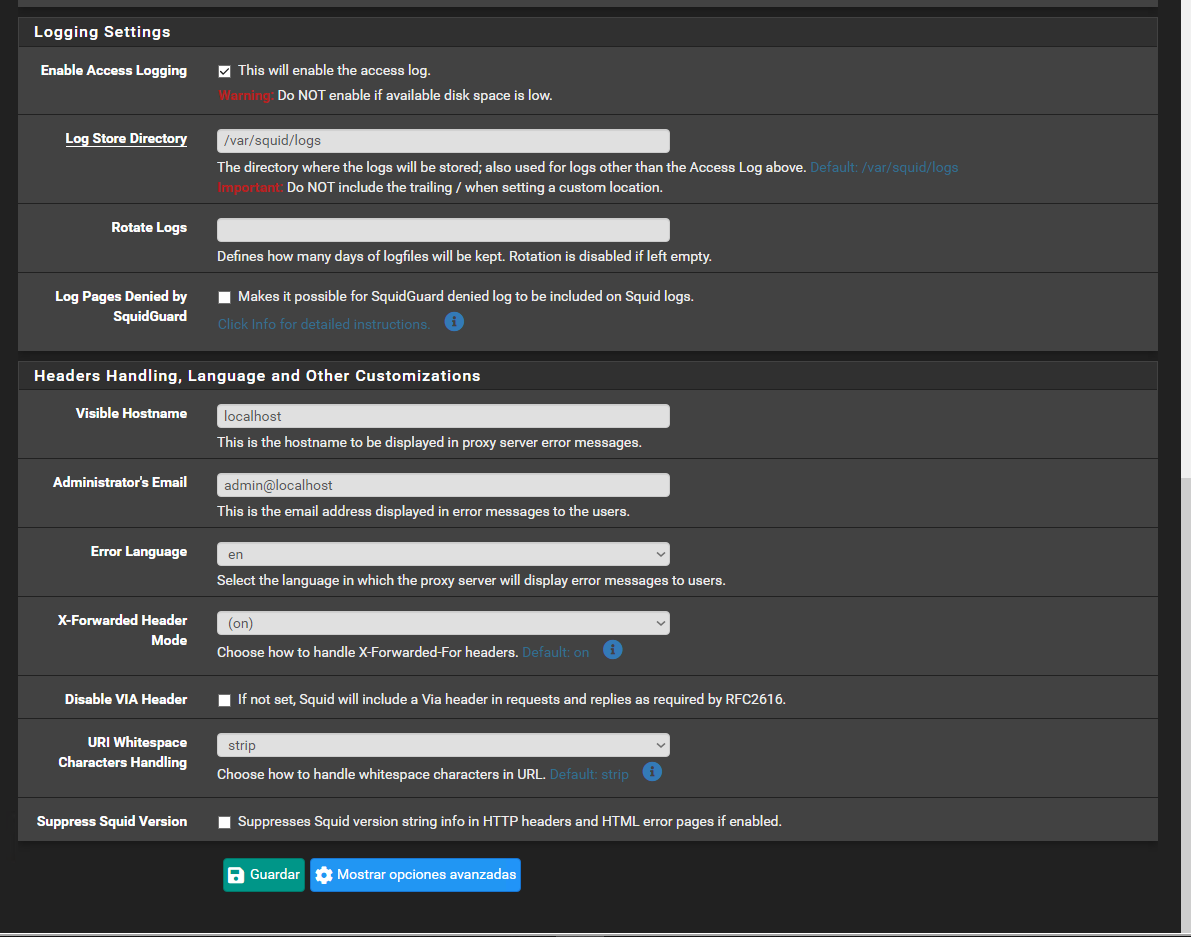 Logging Settings
Enable Access Logging
This will enable the access log.
Warning: Do NOT enable if available disk space is low.
Log Store Directory
/var/squid/logs
The directory where the logs will be stored; also used for logs other than the Access Log above. Default: /var/squid/logs
Important: Do NOT include the trailing / when setting a custom location.
Rotate Logs
Defines how many days of logfiles will be kept. Rotation is disabled if left empty.
Log Pages Denied by
SquidGuard
Makes it possible for SquidGuard denied log to be included on Squid logs.
Click Info for detailed instructions.
Headers Handling, Language and Other Customizations
Visible Hostname
localhost
This is the hostname to be displayed in proxy server error messages.
Administrator's Email
admin@localhost
This is the email address displayed in error messages to the users.
Error Language
en
Select the language in which the proxy server will display error messages to users.
X-Forwarded Header
Mode
(on)
Choose how to handle X-Forwarded-For headers. Default: on
Disable VIA Header
If not set, Squid will include a Via header in requests and replies as required by RFC2616.
URI Whitespace
Characters Handling
strip
Choose how to handle whitespace characters in URL. Default: strip
Suppress Squid Version
Suppresses Squid version string info in HTTP headers and HTML error pages if enabled.
Guardar
Mostrar opciones avanzadas